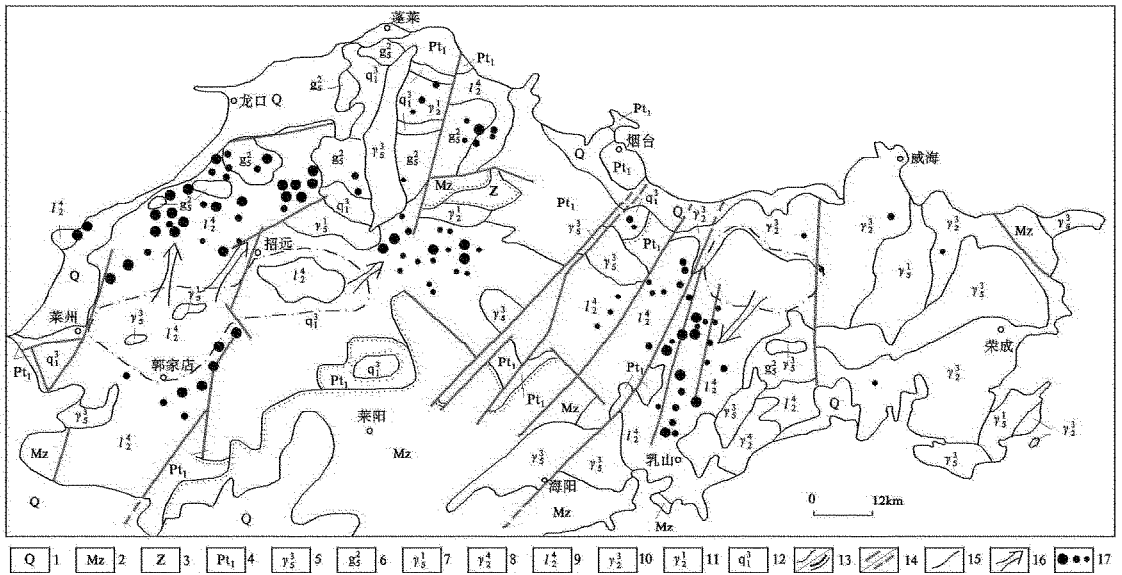 蓬莱
Pt₁
Pt₁
g₅²
q₁³
g₅²
l₂⁴
龙口 Q
q₁³
γ₂¹
g₅²
Pt₁
烟台
Q
Pt₁
威海
g₅²
g₅²
γ₅³
g₅²
Mz
Z
γ₂¹
l₂⁴
g₅²
l₂⁴
q₁³
γ₅¹
Pt₁
q₁³
Q
γ₂³
γ₅³
Pt₁
γ₂³
γ₂³
γ₂³
Mz
γ₅³
招远
l₂⁴
Q
γ₅¹
γ₅³
γ₅¹
γ₅³
莱州
γ₅³
l₂⁴
q₁³
γ₅³
l₂⁴
l₂⁴
荣成
q₁³
Pt₁
郭家店
Pt₁
q₁³
Pt₁
Pt₁
l₂⁴
g₅²
γ₅³
γ₂³
γ₅³
莱阳
Mz
Pt₁
Mz
l₂⁴
γ₅³
l₂⁴
Q
γ₅¹
γ₂³
Mz
l₂⁴
Pt₁
γ₅³
γ₅³
γ₂⁴
乳山
γ₅³
Q
Q
海阳
Mz
Mz
0 12km
Q 1 Mz 2 Z 3 Pt₁ 4 γ₅³ 5 g₅² 6 γ₅¹ 7 γ₂⁴ 8 l₂⁴ 9 γ₂³ 10 γ₂¹ 11 q₁³ 12 13 14 15 16 17